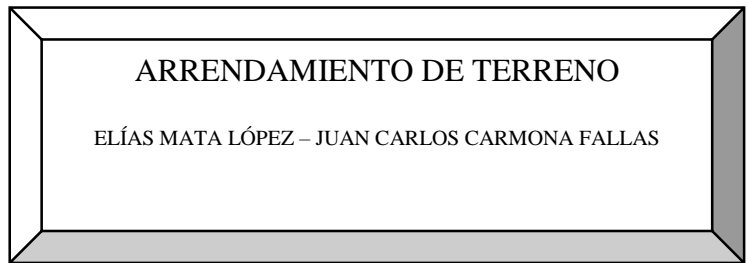 ARRENDAMIENTO DE TERRENO
ELÍAS MATA LÓPEZ – JUAN CARLOS CARMONA FALLAS